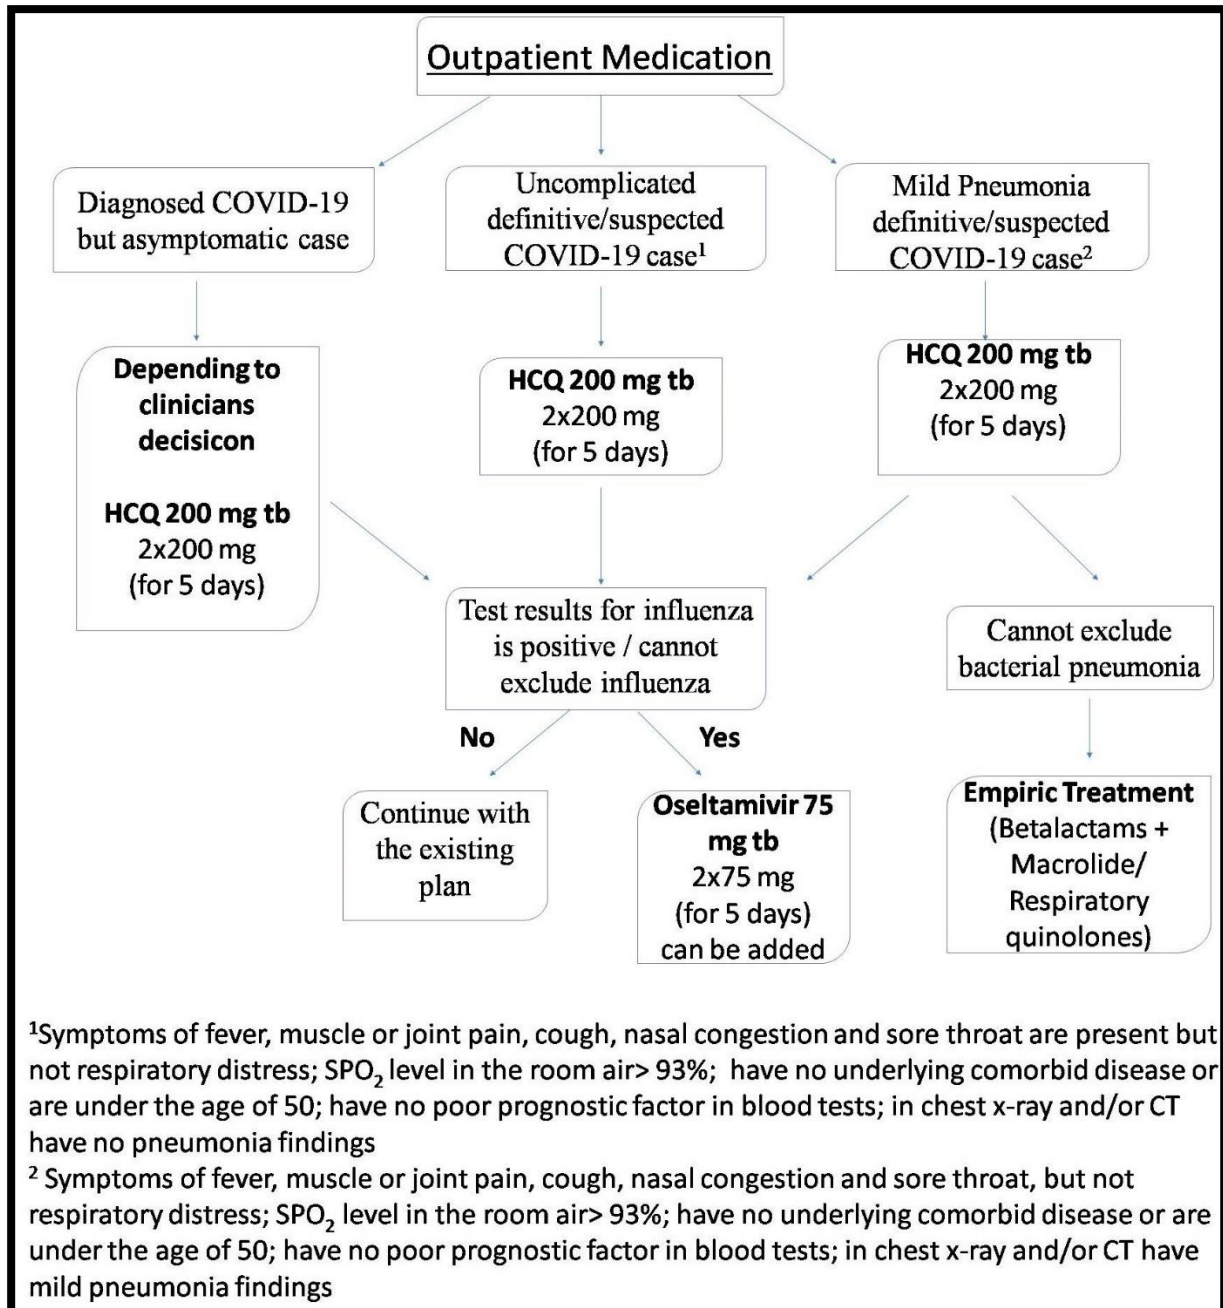 Outpatient Medication
Diagnosed COVID-19
but asymptomatic case
Uncomplicated
definitive/suspected
COVID-19 case¹
Mild Pneumonia
definitive/suspected
COVID-19 case²
Depending to
clinicians
decisicon
HCQ 200 mg tb
2x200 mg
(for 5 days)
HCQ 200 mg tb
2x200 mg
(for 5 days)
HCQ 200 mg tb
2x200 mg
(for 5 days)
Test results for influenza
is positive / cannot
exclude influenza
Cannot exclude
bacterial pneumonia
No
Yes
Continue with
the existing
plan
Oseltamivir 75
mg tb
2x75 mg
(for 5 days)
can be added
Empiric Treatment
(Betalactams +
Macrolide/
Respiratory
quinolones)
¹Symptoms of fever, muscle or joint pain, cough, nasal congestion and sore throat are present but
not respiratory distress; SPO₂ level in the room air> 93%; have no underlying comorbid disease or
are under the age of 50; have no poor prognostic factor in blood tests; in chest x-ray and/or CT
have no pneumonia findings
² Symptoms of fever, muscle or joint pain, cough, nasal congestion and sore throat, but not
respiratory distress; SPO₂ level in the room air> 93%; have no underlying comorbid disease or are
under the age of 50; have no poor prognostic factor in blood tests; in chest x-ray and/or CT have
mild pneumonia findings